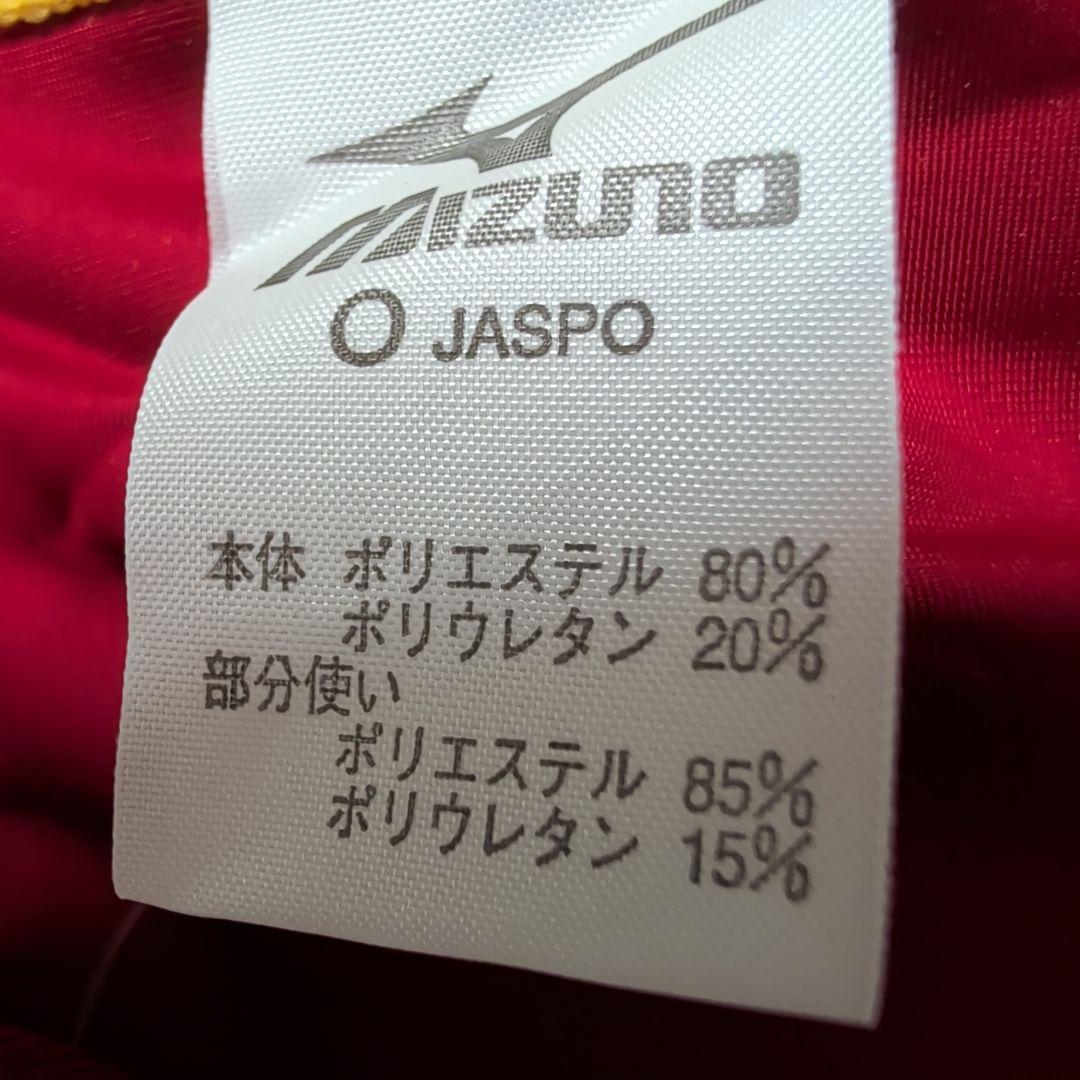 MIZUNO
O JASPO
本体 ポリエステル 80%
ポリウレタン 20%
部分使い
ポリエステル 85%
ポリウレタン 15%